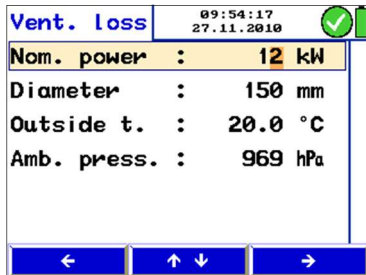 Vent. loss
09:54:17
27.11.2010
Nom. power : 12 kW
Diameter : 150 mm
Outside t. : 20.0 °C
Amb. press. : 969 hPa
← ↑ ↓ →